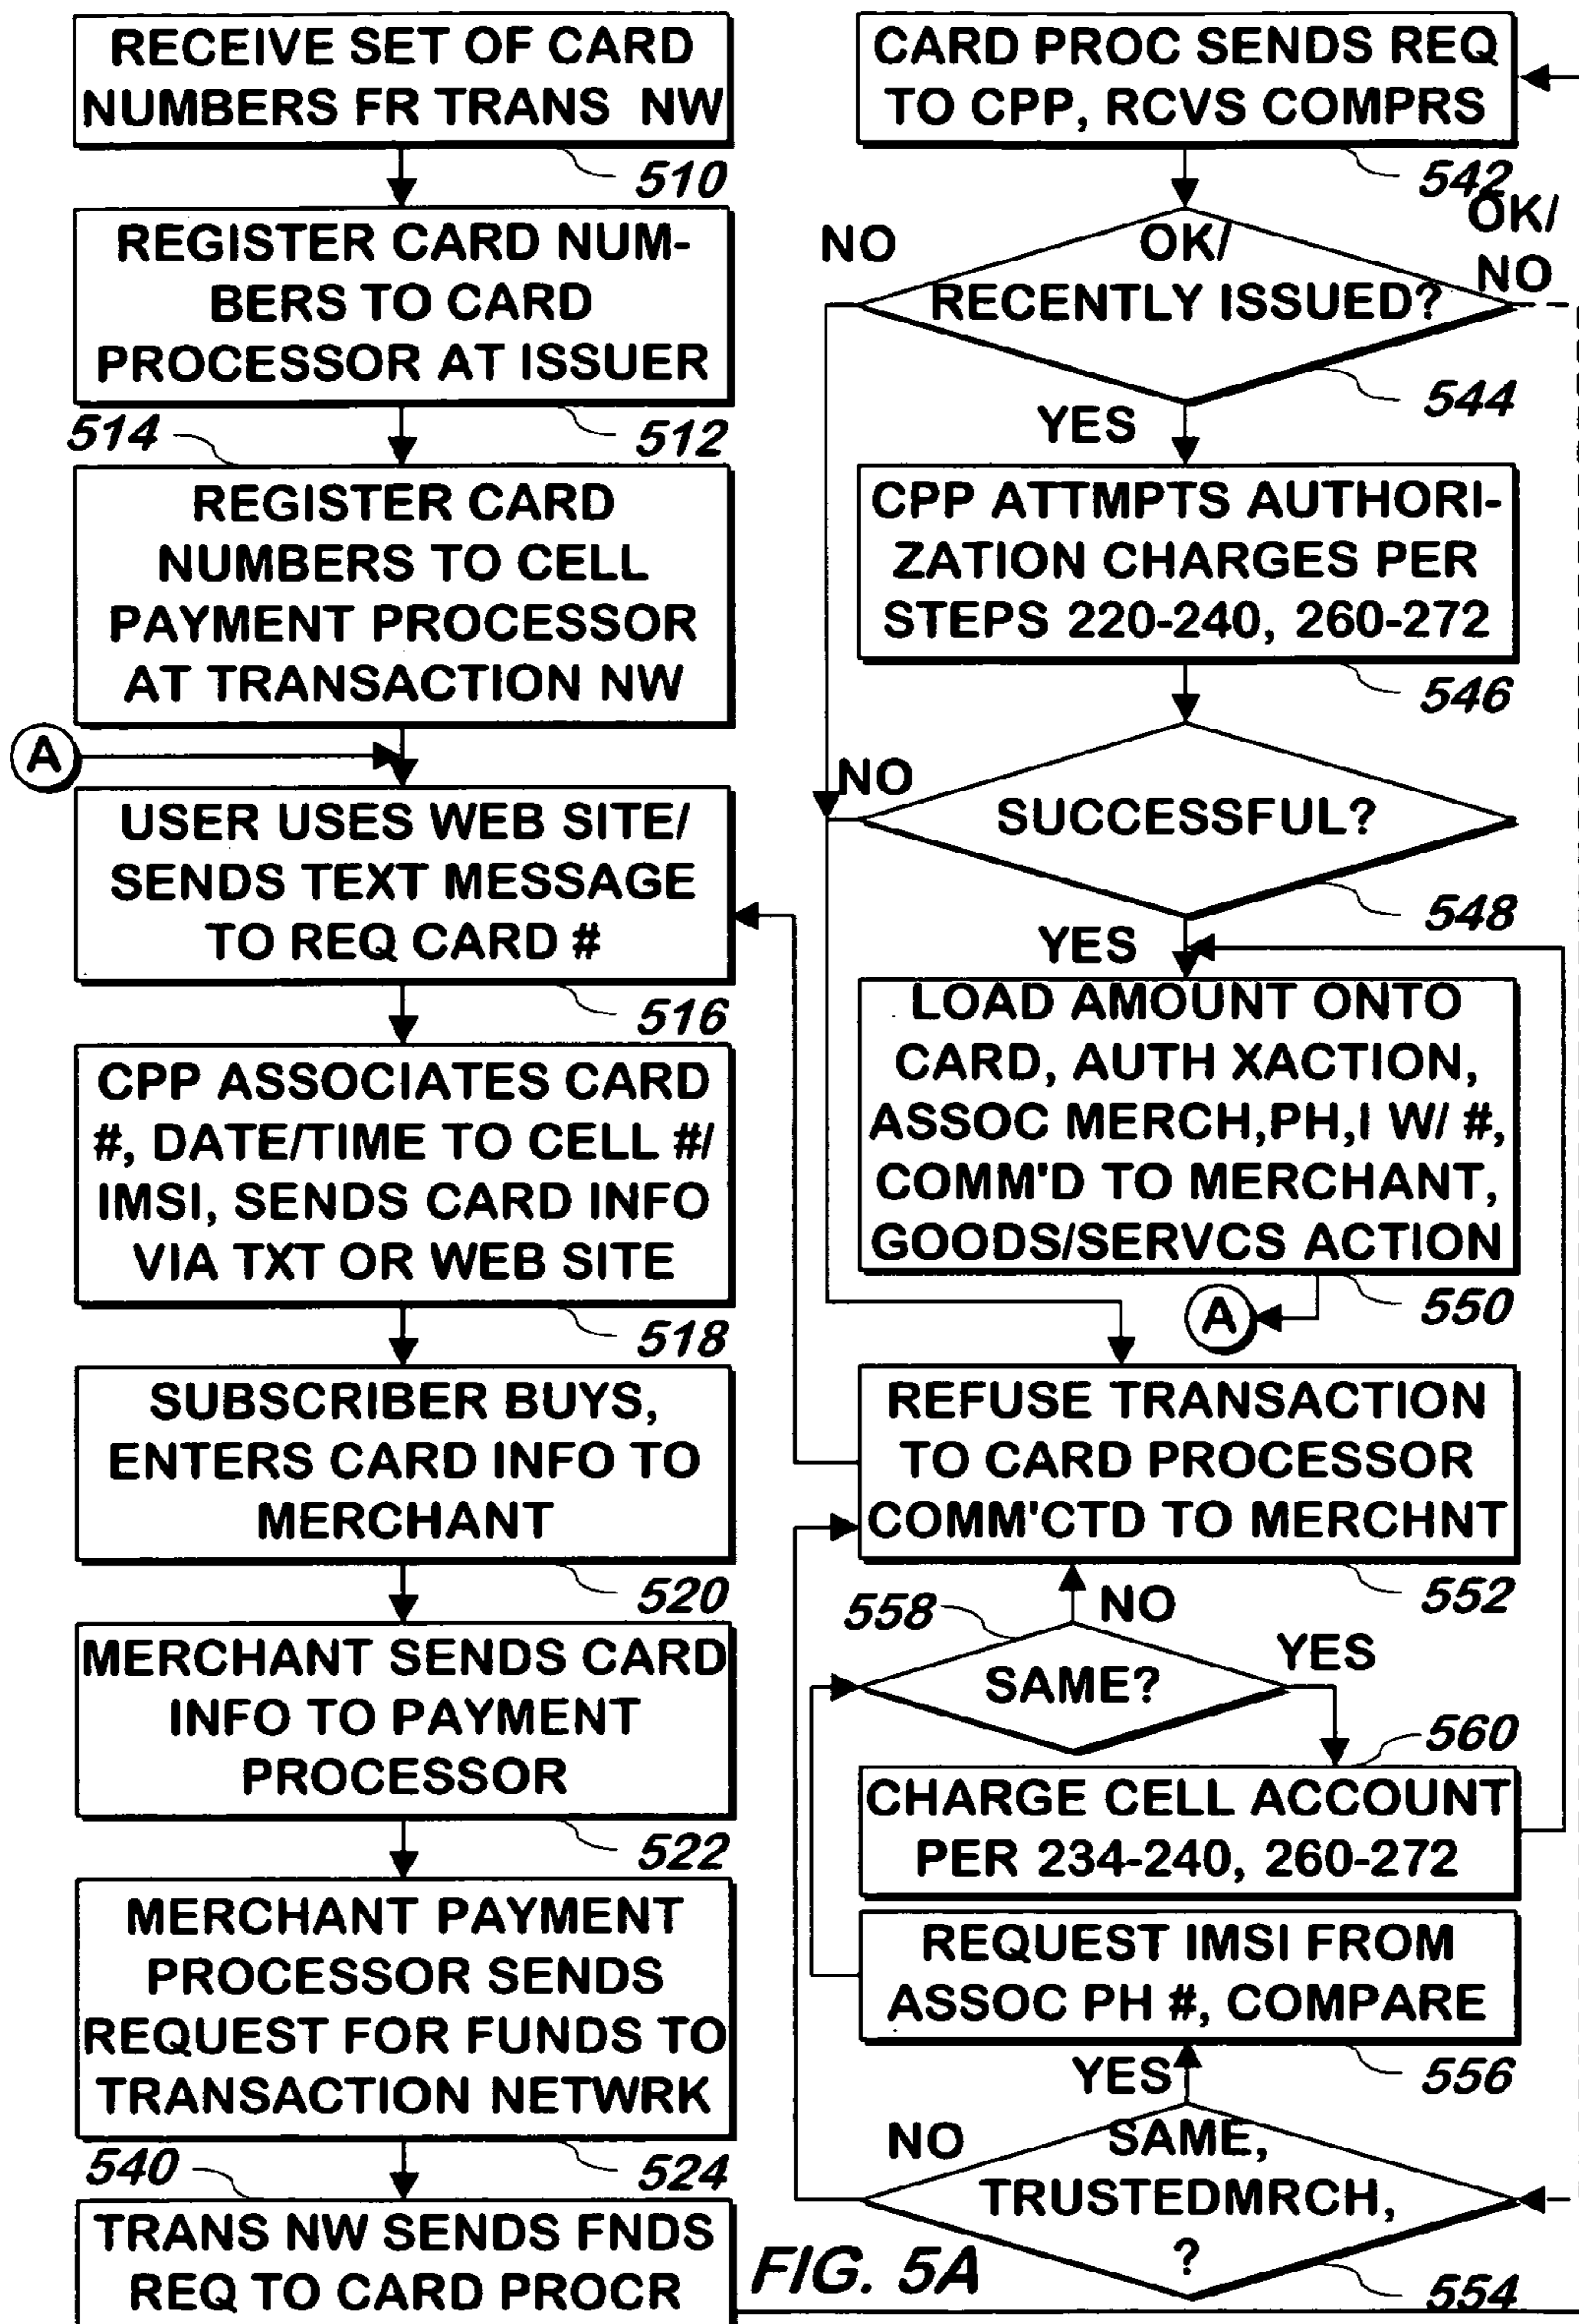 RECEIVE SET OF CARD
NUMBERS FR TRANS NW
510
REGISTER CARD NUM-
BERS TO CARD
PROCESSOR AT ISSUER
512
514
REGISTER CARD
NUMBERS TO CELL
PAYMENT PROCESSOR
AT TRANSACTION NW
A
USER USES WEB SITE/
SENDS TEXT MESSAGE
TO REQ CARD #
516
CPP ASSOCIATES CARD
#, DATE/TIME TO CELL #/
IMSI, SENDS CARD INFO
VIA TXT OR WEB SITE
518
SUBSCRIBER BUYS,
ENTERS CARD INFO TO
MERCHANT
520
MERCHANT SENDS CARD
INFO TO PAYMENT
PROCESSOR
522
MERCHANT PAYMENT
PROCESSOR SENDS
REQUEST FOR FUNDS TO
TRANSACTION NETWRK
524
540
TRANS NW SENDS FNDS
REQ TO CARD PROCR
CARD PROC SENDS REQ
TO CPP, RCVS COMPRS
542
NO
OK/
RECENTLY ISSUED?
OK/
NO
544
YES
CPP ATTMPTS AUTHORI-
ZATION CHARGES PER
STEPS 220-240, 260-272
546
NO
SUCCESSFUL?
548
YES
LOAD AMOUNT ONTO
CARD, AUTH XACTION,
ASSOC MERCH,PH,I W/ #,
COMM'D TO MERCHANT,
GOODS/SERVCS ACTION
550
A
REFUSE TRANSACTION
TO CARD PROCESSOR
COMM'CTD TO MERCHNT
552
558
NO
SAME?
YES
560
CHARGE CELL ACCOUNT
PER 234-240, 260-272
REQUEST IMSI FROM
ASSOC PH #, COMPARE
556
YES
NO
SAME,
TRUSTEDMRCH,
?
554
FIG. 5A